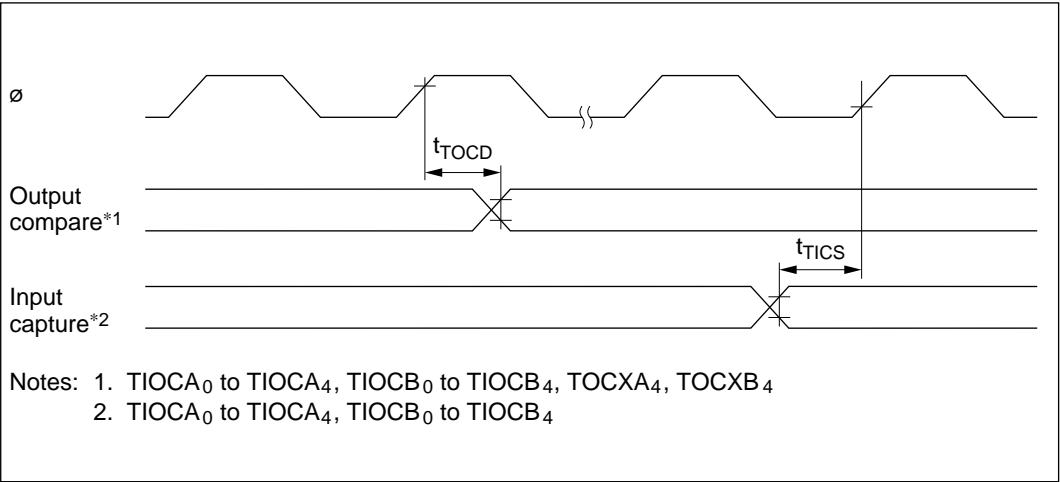 ø
tTOCD
Output
compare*1
tTICS
Input
capture*2
Notes: 1. TIOCA0 to TIOCA4, TIOCB0 to TIOCB4, TOCXA4, TOCXB4
2. TIOCA0 to TIOCA4, TIOCB0 to TIOCB4